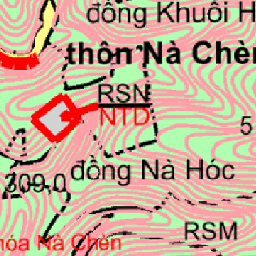 đồng Khuôi H
thôn Nà Chèn
RSN
NTD
5
đồng Nà Hóc
309.0
hóa Nà Chèn
RSM